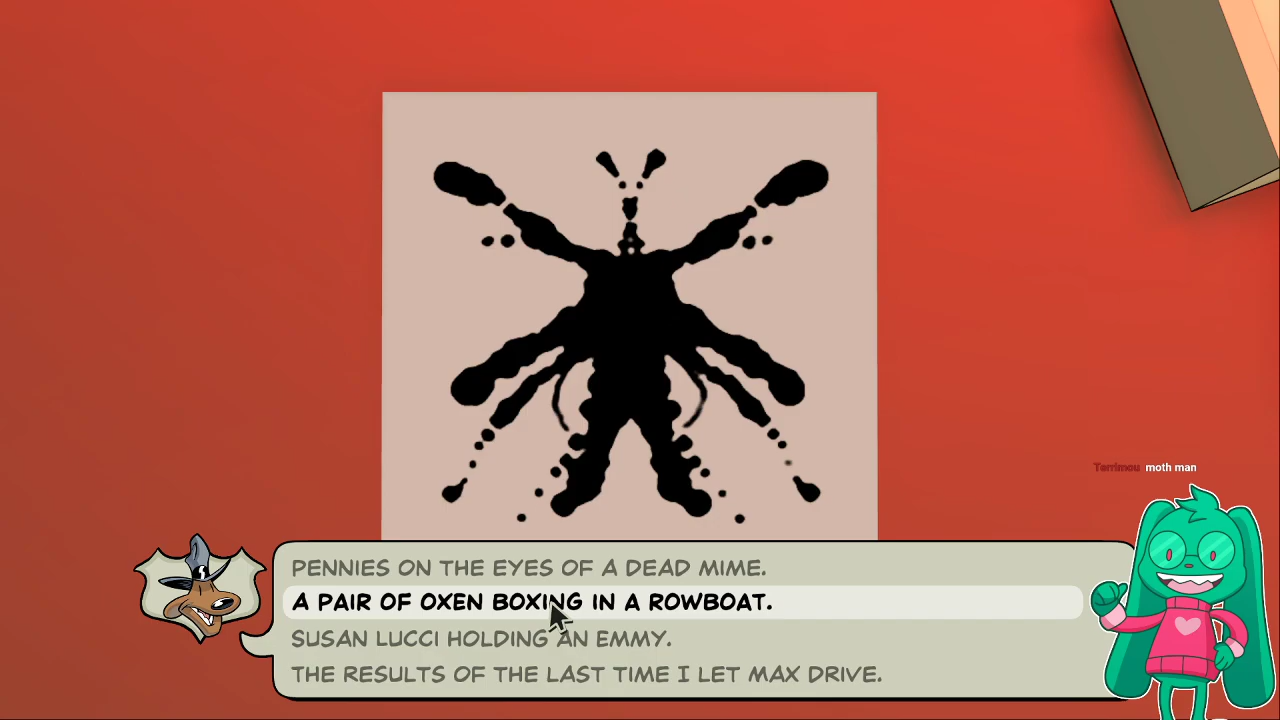 Terrimou moth man
PENNIES ON THE EYES OF A DEAD MIME.
A PAIR OF OXEN BOXING IN A ROWBOAT.
SUSAN LUCCI HOLDING AN EMMY.
THE RESULTS OF THE LAST TIME I LET MAX DRIVE.